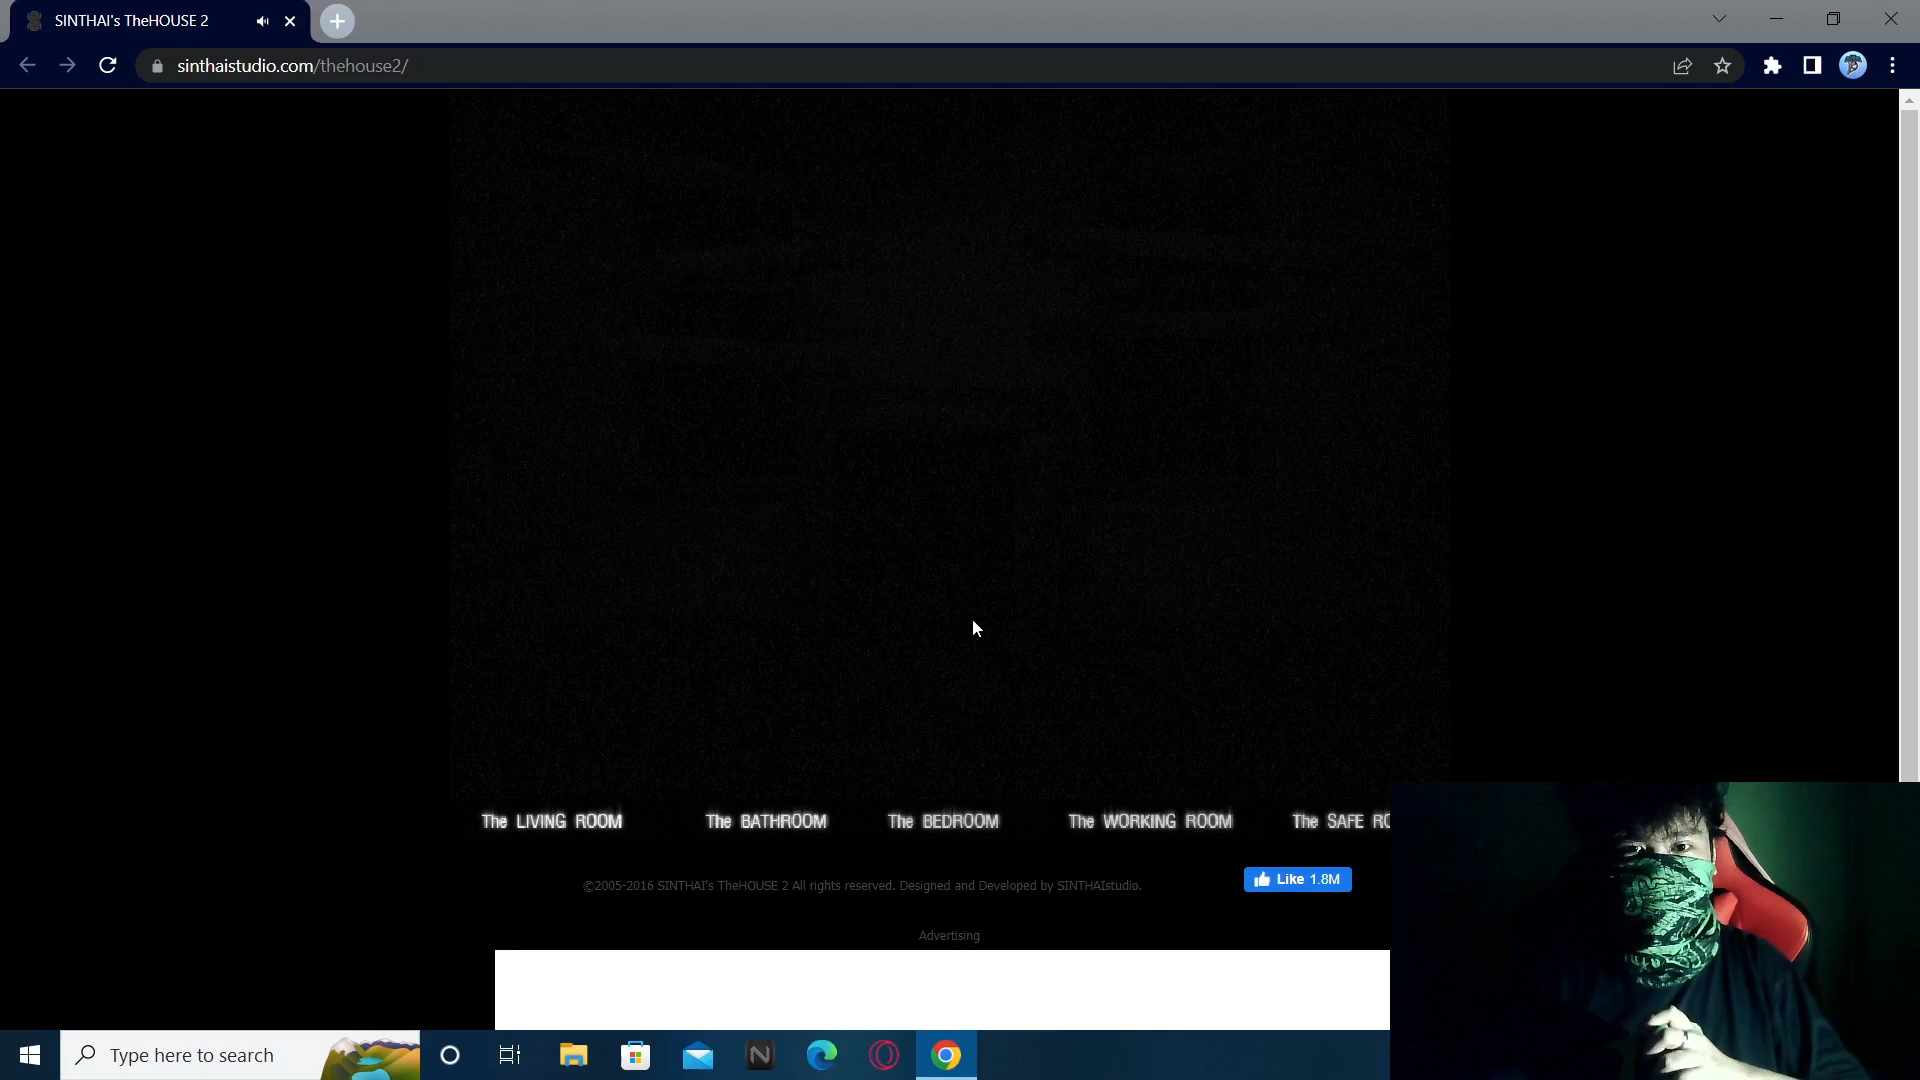 SINTHAI's TheHOUSE 2
sinthaistudio.com/thehouse2/
The LIVING ROOM The BATHROOM The BEDROOM The WORKING ROOM The SAFE RO
©2005-2016 SINTHAI's TheHOUSE 2 All rights reserved. Designed and Developed by SINTHAIstudio.
Like 1.8M
Advertising
Type here to search